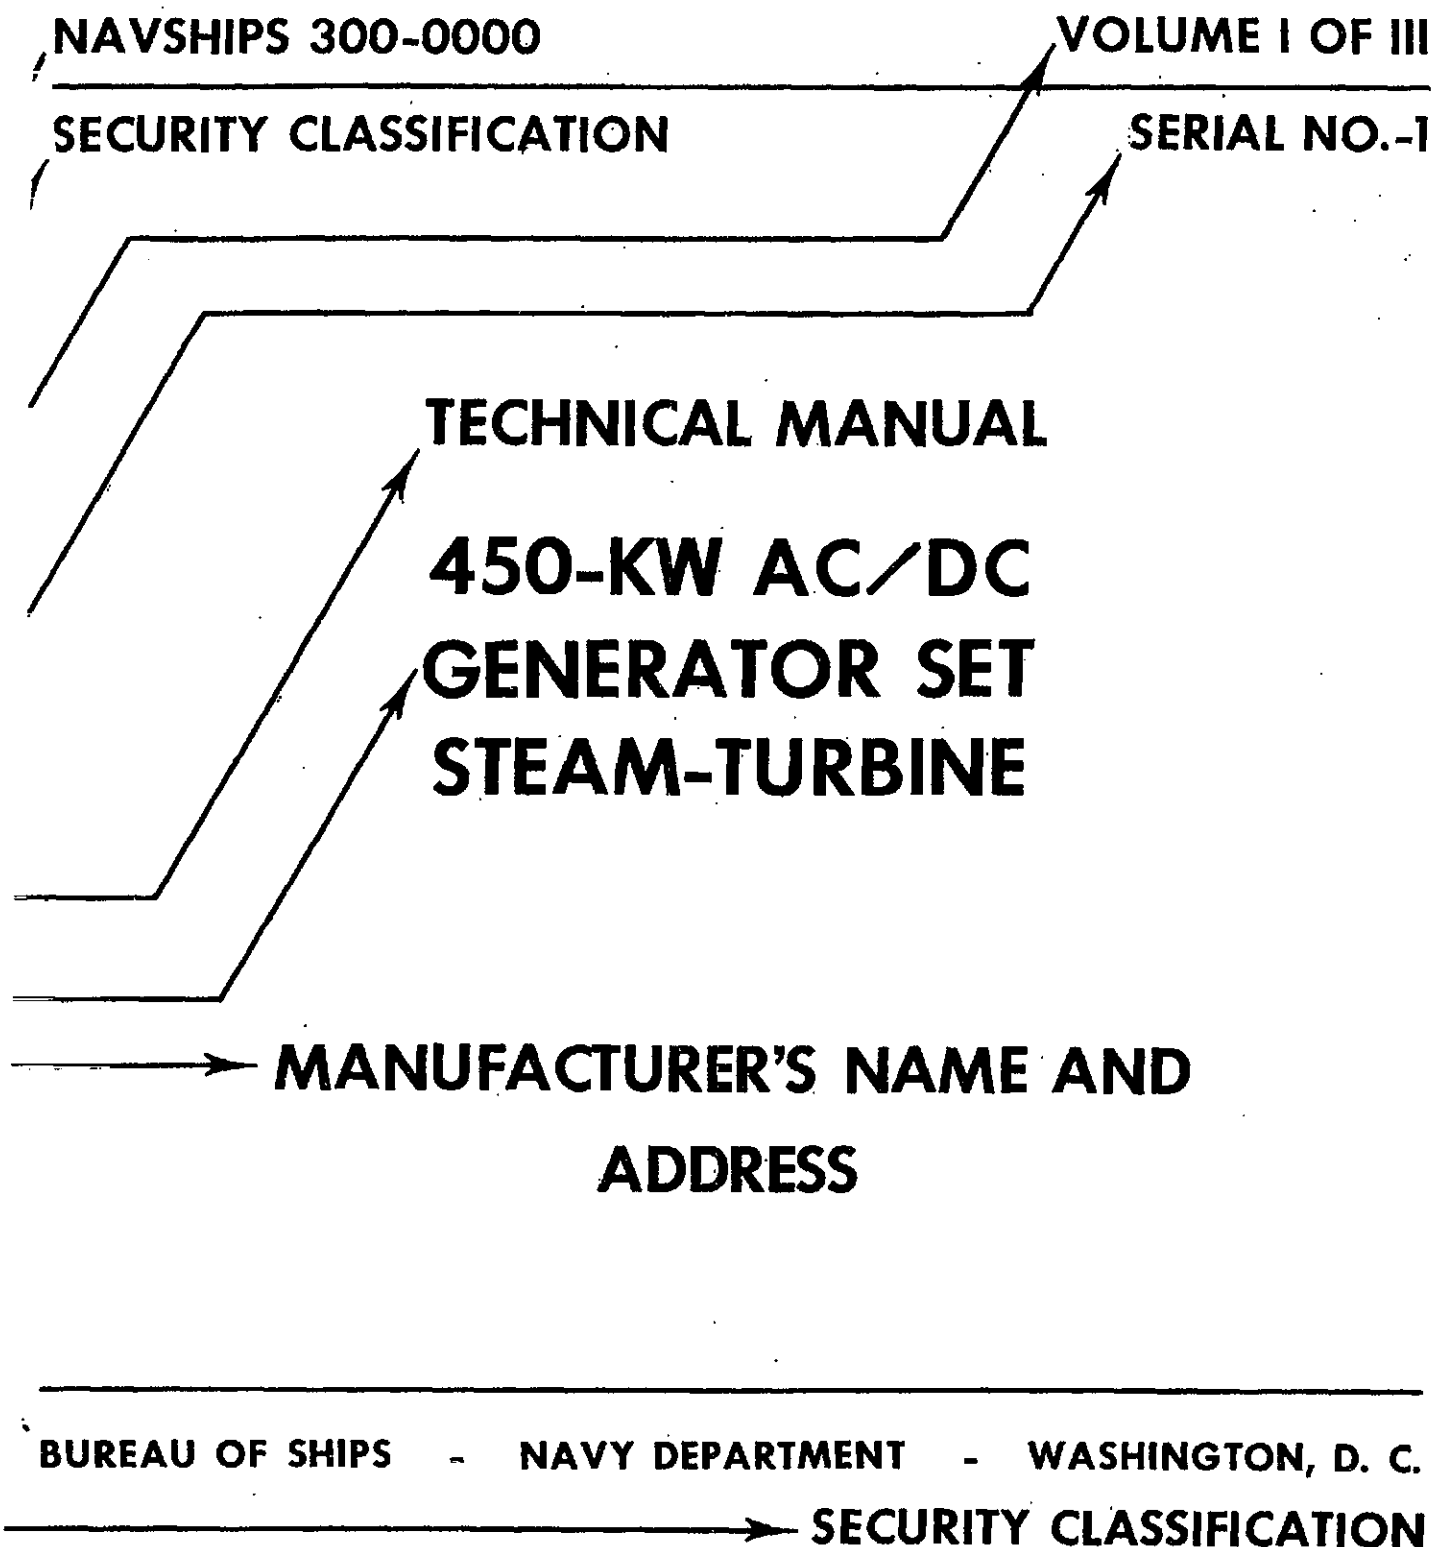 NAVSHIPS 300-0000 VOLUME I OF III
SECURITY CLASSIFICATION SERIAL NO.-1
TECHNICAL MANUAL
450-KW AC/DC
GENERATOR SET
STEAM-TURBINE
MANUFACTURER'S NAME AND
ADDRESS
BUREAU OF SHIPS - NAVY DEPARTMENT - WASHINGTON, D. C.
SECURITY CLASSIFICATION